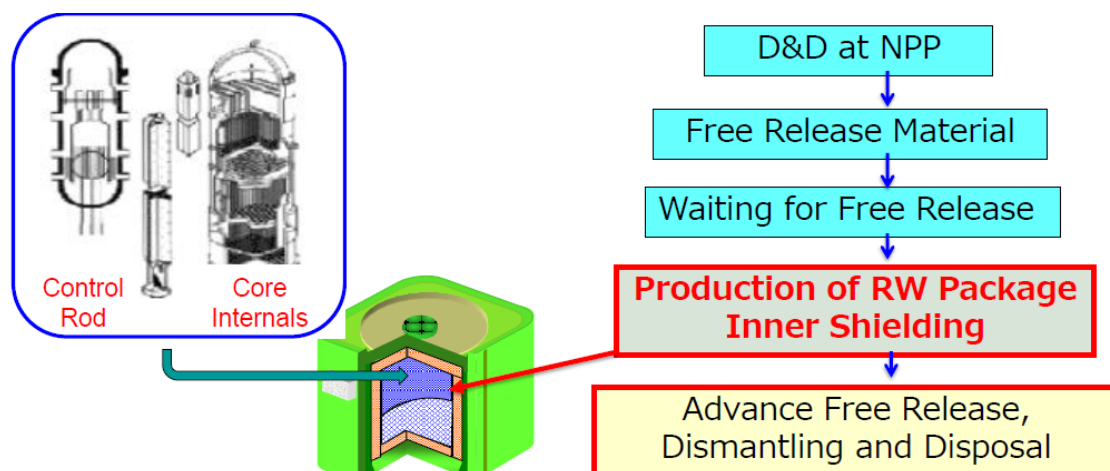 Control
Rod
Core
Internals
D&D at NPP
Free Release Material
Waiting for Free Release
Production of RW Package
Inner Shielding
Advance Free Release,
Dismantling and Disposal